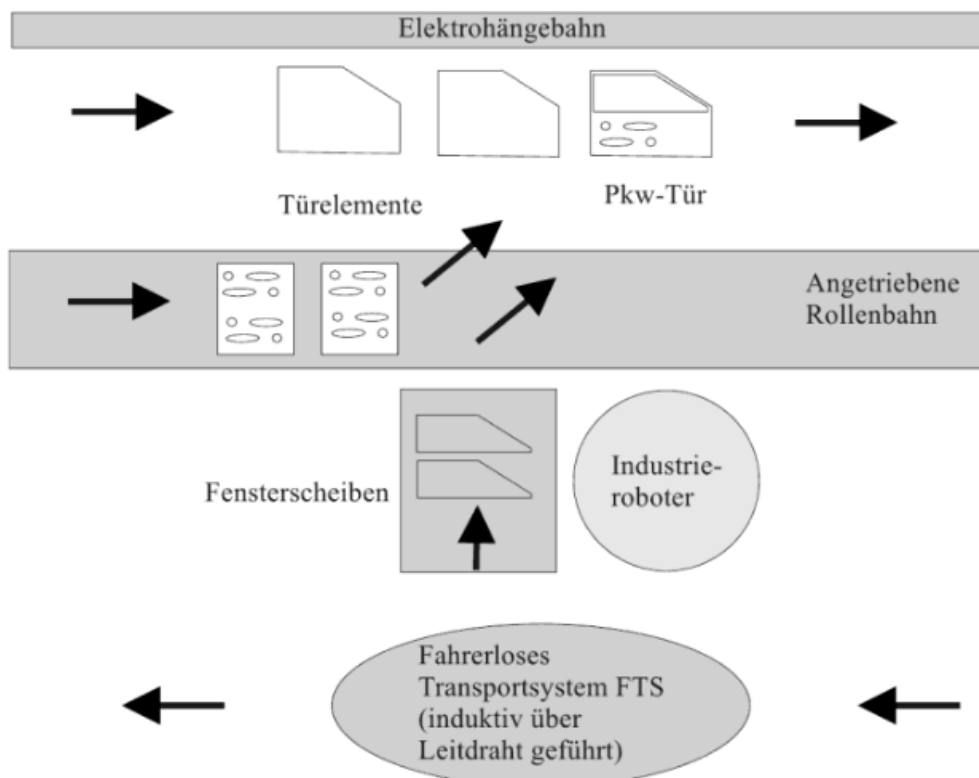 Elektrohängebahn
Türelemente
Pkw-Tür
Angetriebene
Rollenbahn
Fensterscheiben
Industrie-
roboter
Fahrerloses
Transportsystem FTS
(induktiv über
Leitdraht geführt)